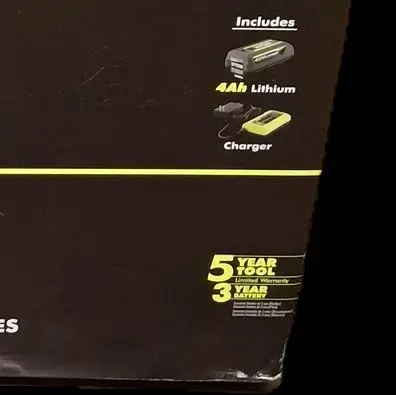 Includes
4Ah Lithium
Charger
5 YEAR
TOOL
Limited Warranty
3 YEAR
BATTERY
ES